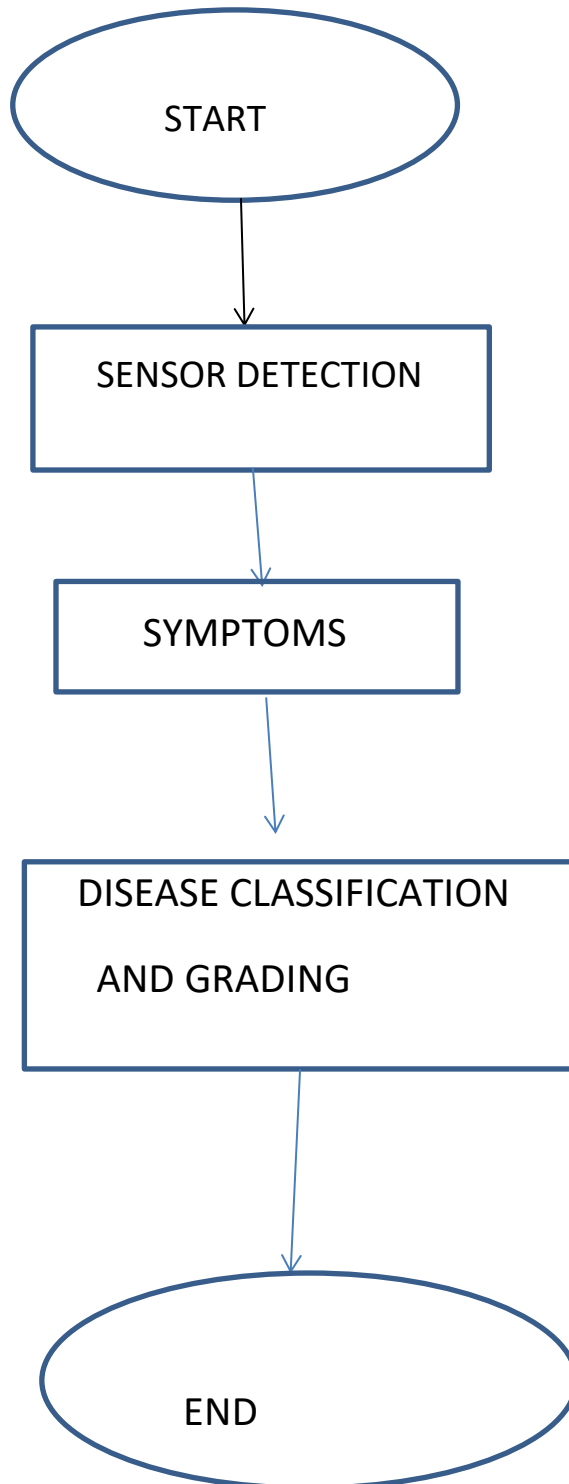 START
SENSOR DETECTION
SYMPTOMS
DISEASE CLASSIFICATION
AND GRADING
END